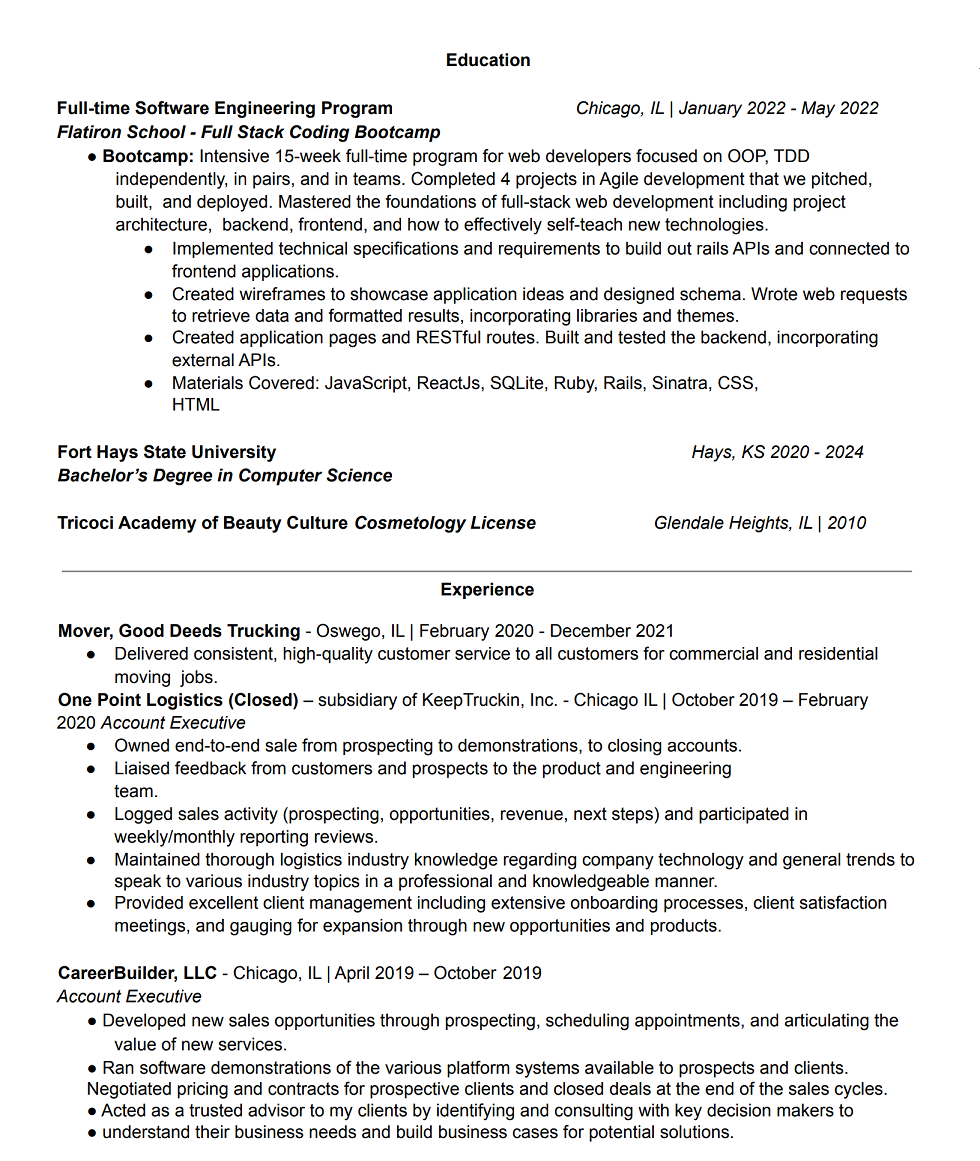 Education
Full-time Software Engineering Program Chicago, IL | January 2022 - May 2022
Flatiron School - Full Stack Coding Bootcamp
● Bootcamp: Intensive 15-week full-time program for web developers focused on OOP, TDD
independently, in pairs, and in teams. Completed 4 projects in Agile development that we pitched,
built, and deployed. Mastered the foundations of full-stack web development including project
architecture, backend, frontend, and how to effectively self-teach new technologies.
● Implemented technical specifications and requirements to build out rails APIs and connected to
frontend applications.
● Created wireframes to showcase application ideas and designed schema. Wrote web requests
to retrieve data and formatted results, incorporating libraries and themes.
● Created application pages and RESTful routes. Built and tested the backend, incorporating
external APIs.
● Materials Covered: JavaScript, ReactJs, SQLite, Ruby, Rails, Sinatra, CSS,
HTML
Fort Hays State University Hays, KS 2020 - 2024
Bachelor's Degree in Computer Science
Tricoci Academy of Beauty Culture Cosmetology License Glendale Heights, IL | 2010
Experience
Mover, Good Deeds Trucking - Oswego, IL | February 2020 - December 2021
● Delivered consistent, high-quality customer service to all customers for commercial and residential
moving jobs.
One Point Logistics (Closed) – subsidiary of KeepTruckin, Inc. - Chicago IL | October 2019 – February
2020 Account Executive
● Owned end-to-end sale from prospecting to demonstrations, to closing accounts.
● Liaised feedback from customers and prospects to the product and engineering
team.
● Logged sales activity (prospecting, opportunities, revenue, next steps) and participated in
weekly/monthly reporting reviews.
● Maintained thorough logistics industry knowledge regarding company technology and general trends to
speak to various industry topics in a professional and knowledgeable manner.
● Provided excellent client management including extensive onboarding processes, client satisfaction
meetings, and gauging for expansion through new opportunities and products.
CareerBuilder, LLC - Chicago, IL | April 2019 – October 2019
Account Executive
● Developed new sales opportunities through prospecting, scheduling appointments, and articulating the
value of new services.
● Ran software demonstrations of the various platform systems available to prospects and clients.
Negotiated pricing and contracts for prospective clients and closed deals at the end of the sales cycles.
● Acted as a trusted advisor to my clients by identifying and consulting with key decision makers to
● understand their business needs and build business cases for potential solutions.